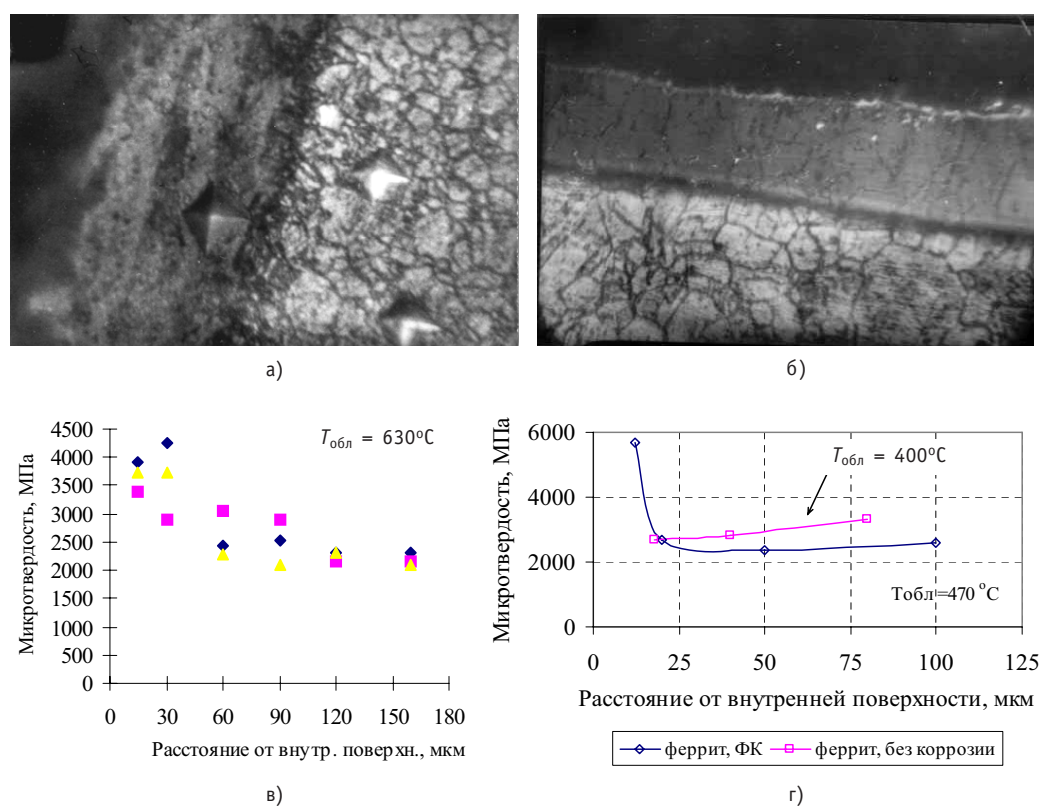 а)
б)
Микротвердость, МПа
4500
4000
3500
3000
2500
2000
1500
1000
500
0
Tобл = 630°C
0 30 60 90 120 150 180
Расстояние от внутр. поверхн., мкм
в)
Микротвердость, МПа
6000
4000
2000
0
Tобл = 400°C
Тобл=470 °С
0 25 50 75 100 125
Расстояние от внутренней поверхности, мкм
феррит, ФК феррит, без коррозии
г)